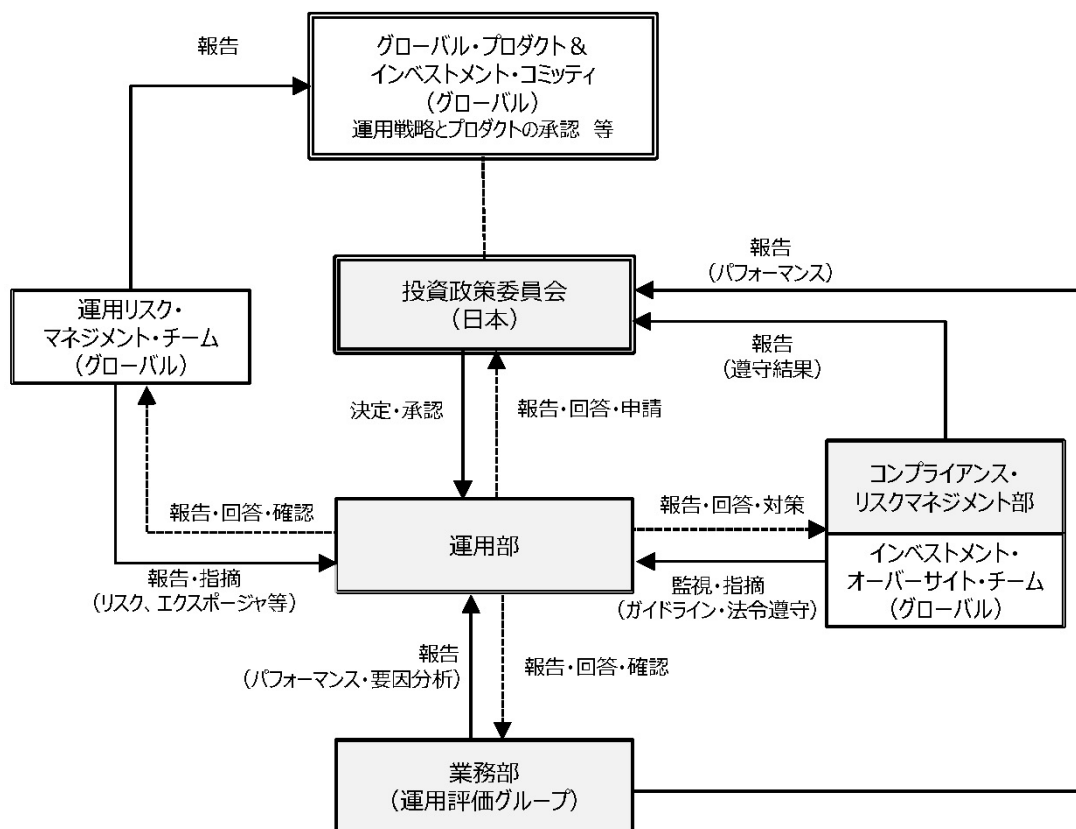 報告
グローバル・プロダクト＆
インベストメント・コミッティ
（グローバル）
運用戦略とプロダクトの承認 等
報告
（パフォーマンス）
投資政策委員会
（日本）
運用リスク・
マネジメント・チーム
（グローバル）
報告
（遵守結果）
決定・承認
報告・回答・申請
コンプライアンス・
リスクマネジメント部
報告・回答・確認
運用部
報告・回答・対策
インベストメント・
オーバーサイト・チーム
（グローバル）
報告・指摘
（リスク、エクスポージャ等）
監視・指摘
（ガイドライン・法令遵守）
報告
（パフォーマンス・要因分析）
報告・回答・確認
業務部
（運用評価グループ）